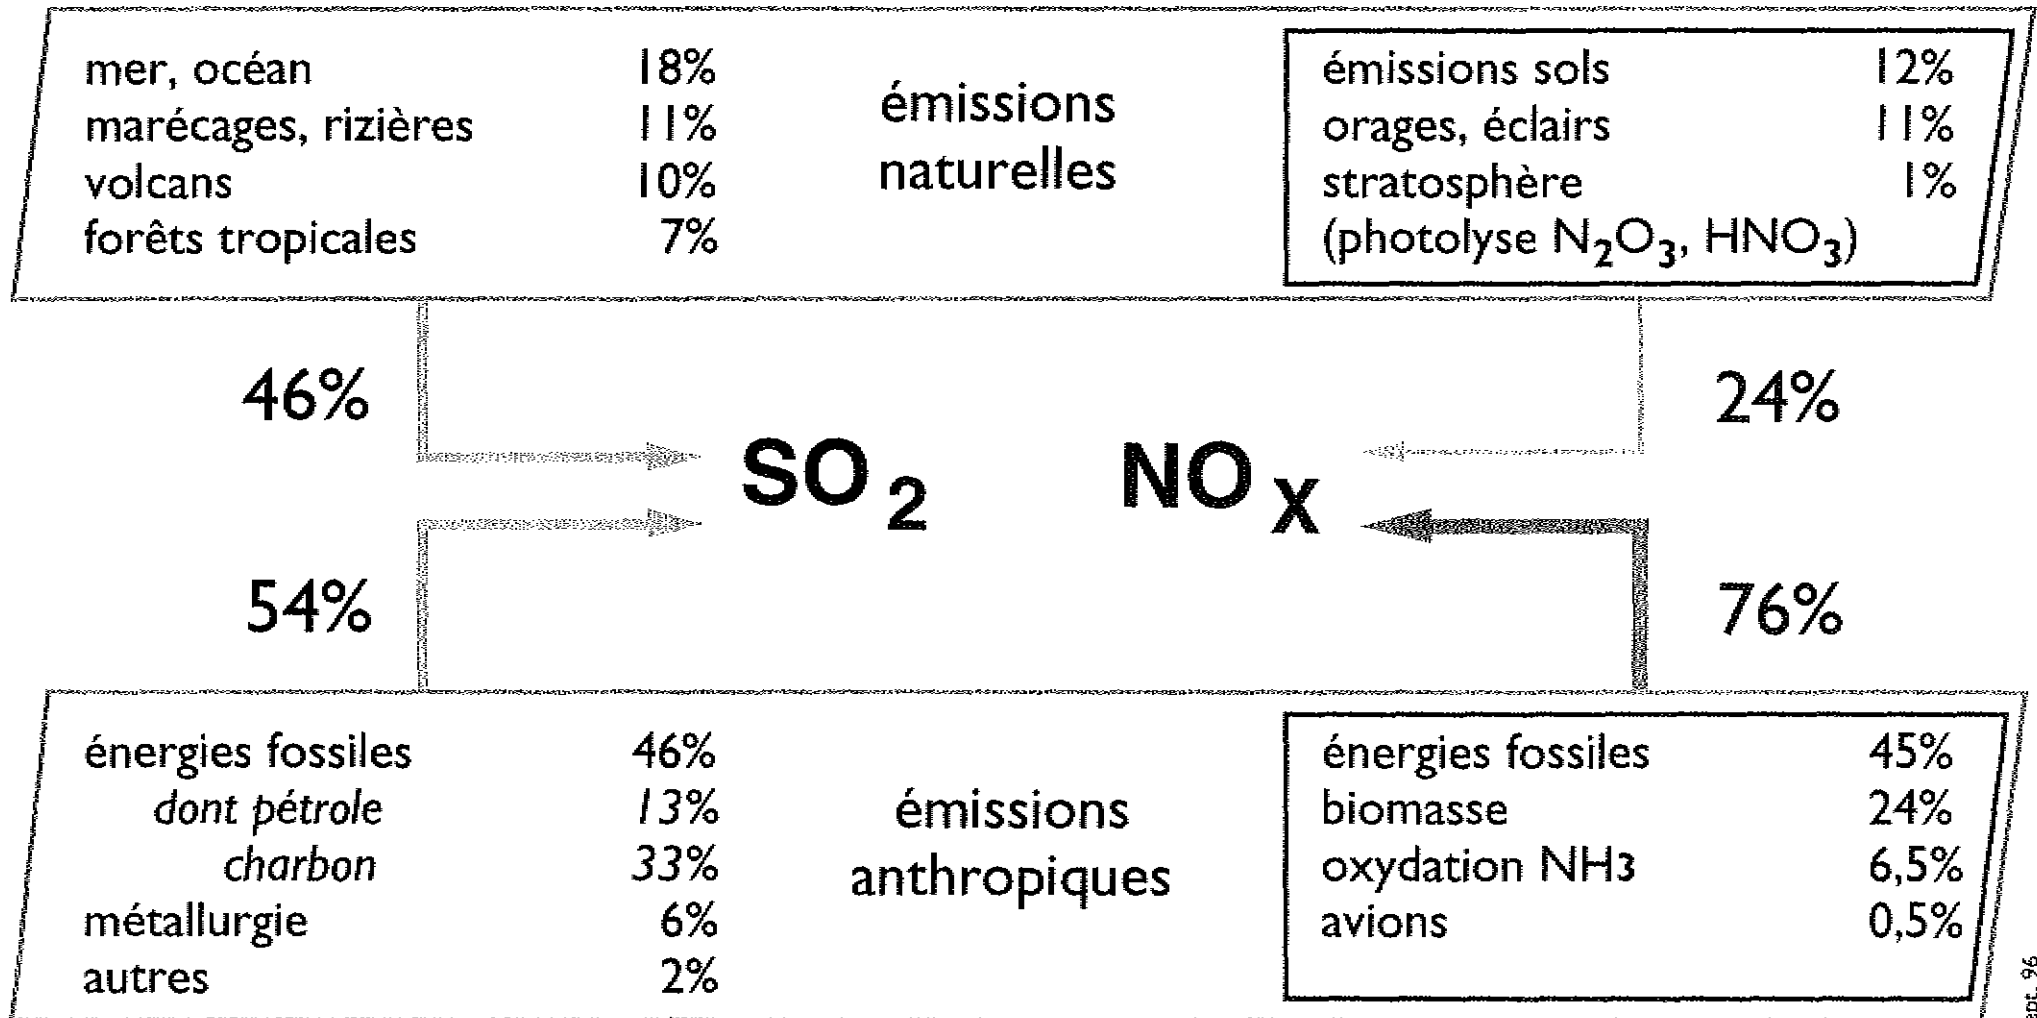 mer, océan 18%
marécages, rizières 11%
volcans 10%
forêts tropicales 7%
émissions
naturelles
émissions sols 12%
orages, éclairs 11%
stratosphère 1%
(photolyse N₂O₃, HNO₃)
46%
24%
SO₂
NOₓ
54%
76%
énergies fossiles 46%
dont pétrole 13%
charbon 33%
métallurgie 6%
autres 2%
émissions
anthropiques
énergies fossiles 45%
biomasse 24%
oxydation NH3 6,5%
avions 0,5%
96